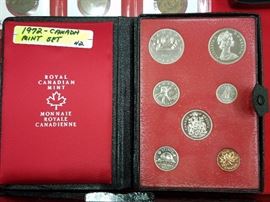 1972 - CANADA
MINT SET
ROYAL
CANADIAN
MINT
MONNAIE
ROYALE
CANADIENNE